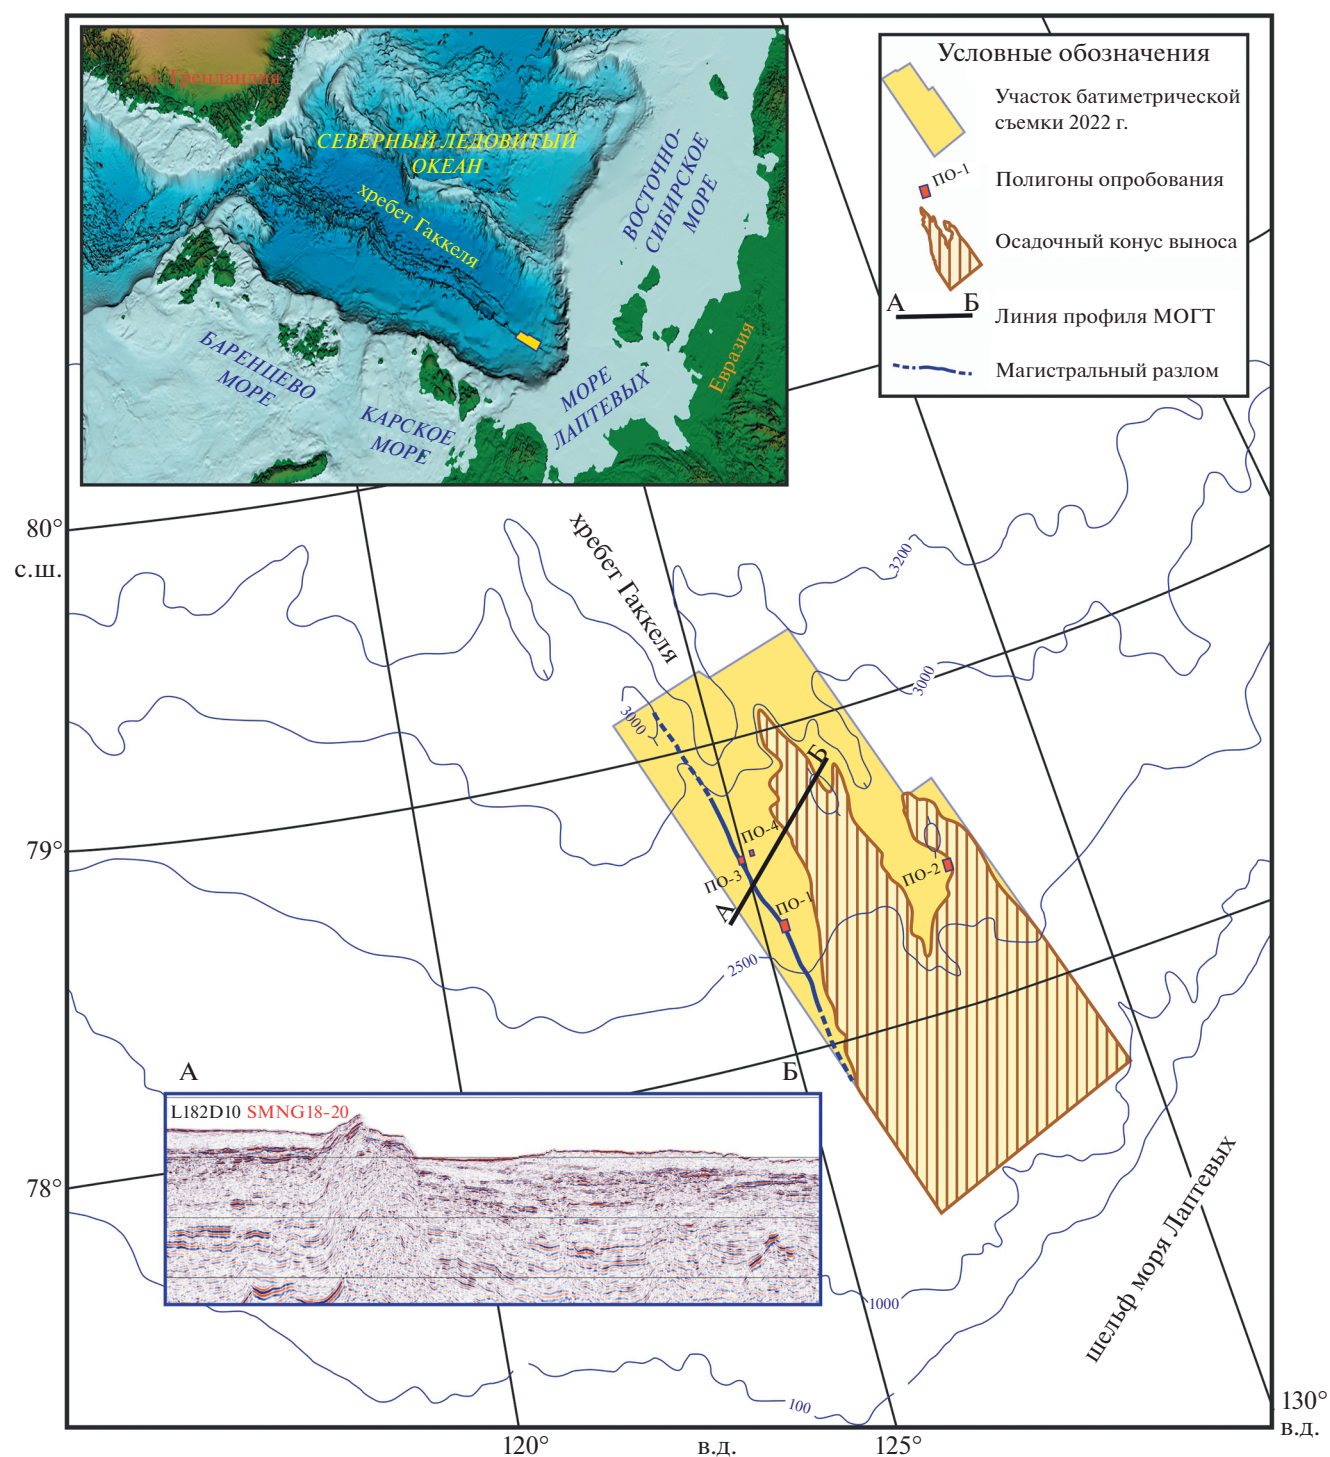 о. Гренландия
СЕВЕРНЫЙ ЛЕДОВИТЫЙ
ОКЕАН
хребет Гаккеля
ВОСТОЧНО-
СИБИРСКОЕ
МОРЕ
БАРЕНЦЕВО
МОРЕ
КАРСКОЕ
МОРЕ
МОРЕ
ЛАПТЕВЫХ
Евразия
Условные обозначения
Участок батиметрической
съемки 2022 г.
ПО-1
Полигоны опробования
Осадочный конус выноса
А Б
Линия профиля МОГТ
Магистральный разлом
80°
с.ш.
хребет Гаккеля
3200
3000
3000
Б
79°
ПО-4
ПО-3
ПО-2
А
ПО-1
2500
А Б
L182D10 SMNG18-20
78°
шельф моря Лаптевых
1000
100
130°
в.д.
120° в.д. 125°